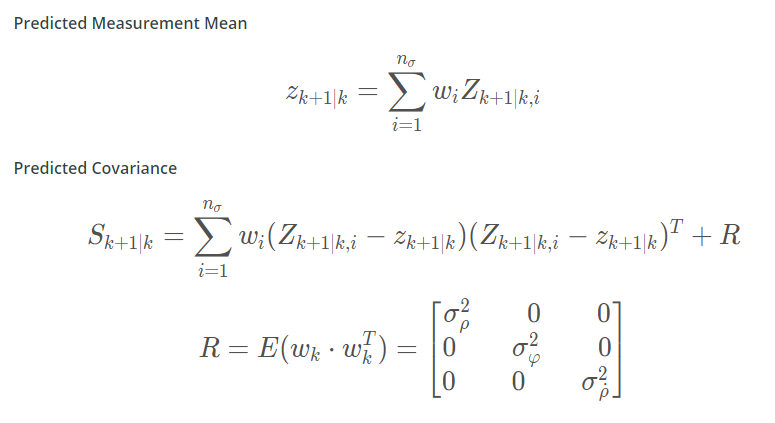 Predicted Measurement Mean
$z_{k+1|k} = \sum_{i=1}^{n_\sigma} w_i Z_{k+1|k,i}$
Predicted Covariance
$S_{k+1|k} = \sum_{i=1}^{n_\sigma} w_i (Z_{k+1|k,i} - z_{k+1|k})(Z_{k+1|k,i} - z_{k+1|k})^T + R$
$R = E(w_k \cdot w_k^T) = \begin{bmatrix} \sigma_\rho^2 & 0 & 0 \\ 0 & \sigma_\varphi^2 & 0 \\ 0 & 0 & \sigma_{\dot{\rho}}^2 \end{bmatrix}$